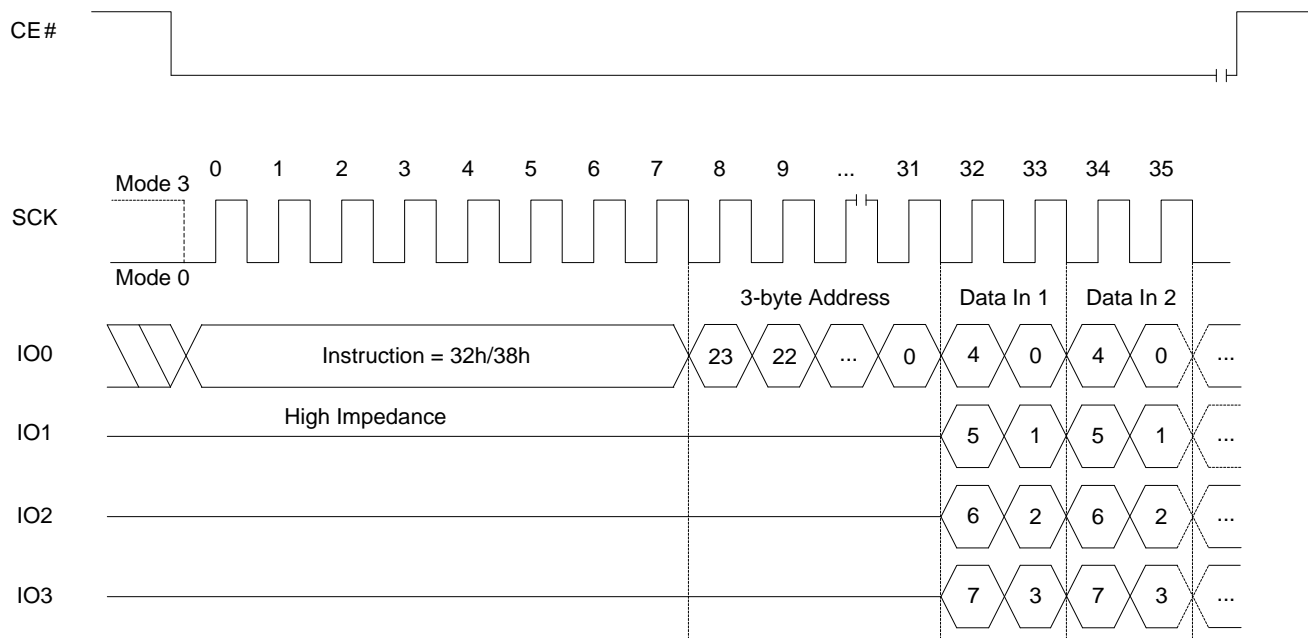 CE#
0 1 2 3 4 5 6 7 8 9 ... 31 32 33 34 35
Mode 3
SCK
Mode 0
3-byte Address Data In 1 Data In 2
IO0 Instruction = 32h/38h 23 22 ... 0 4 0 4 0 ...
High Impedance
IO1 5 1 5 1 ...
IO2 6 2 6 2 ...
IO3 7 3 7 3 ...